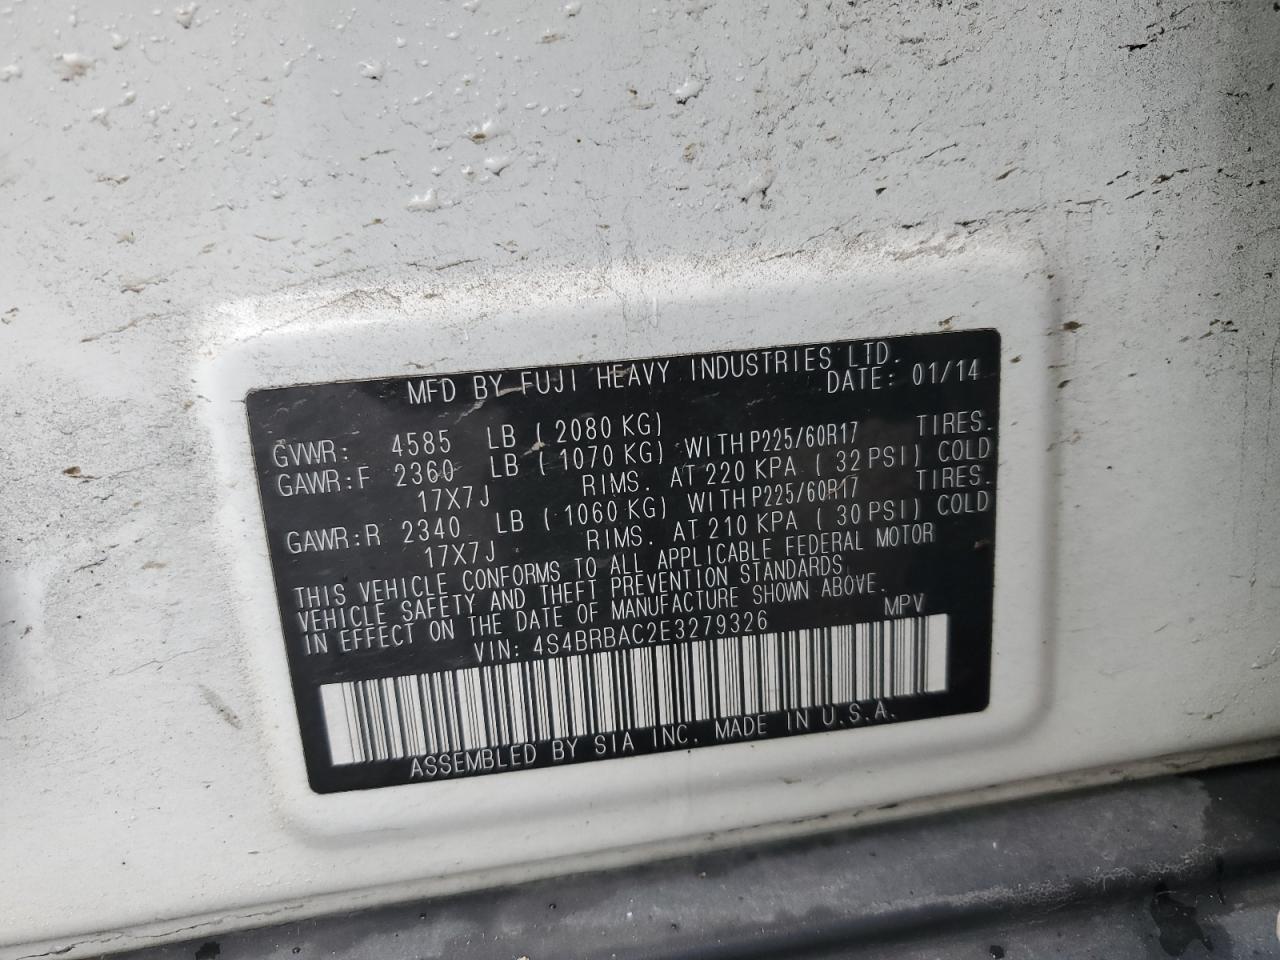 MFD BY FUJI HEAVY INDUSTRIES LTD.
DATE: 01/14
GVWR: 4585 LB ( 2080 KG)
GAWR:F 2360 LB ( 1070 KG) WITH P225/60R17 TIRES.
17X7J RIMS. AT 220 KPA ( 32 PSI) COLD
GAWR:R 2340 LB ( 1060 KG) WITH P225/60R17 TIRES.
17X7J RIMS. AT 210 KPA ( 30 PSI) COLD
THIS VEHICLE CONFORMS TO ALL APPLICABLE FEDERAL MOTOR
VEHICLE SAFETY AND THEFT PREVENTION STANDARDS
IN EFFECT ON THE DATE OF MANUFACTURE SHOWN ABOVE.
VIN: 4S4BRBAC2E3279326 MPV
ASSEMBLED BY SIA INC. MADE IN U.S.A.